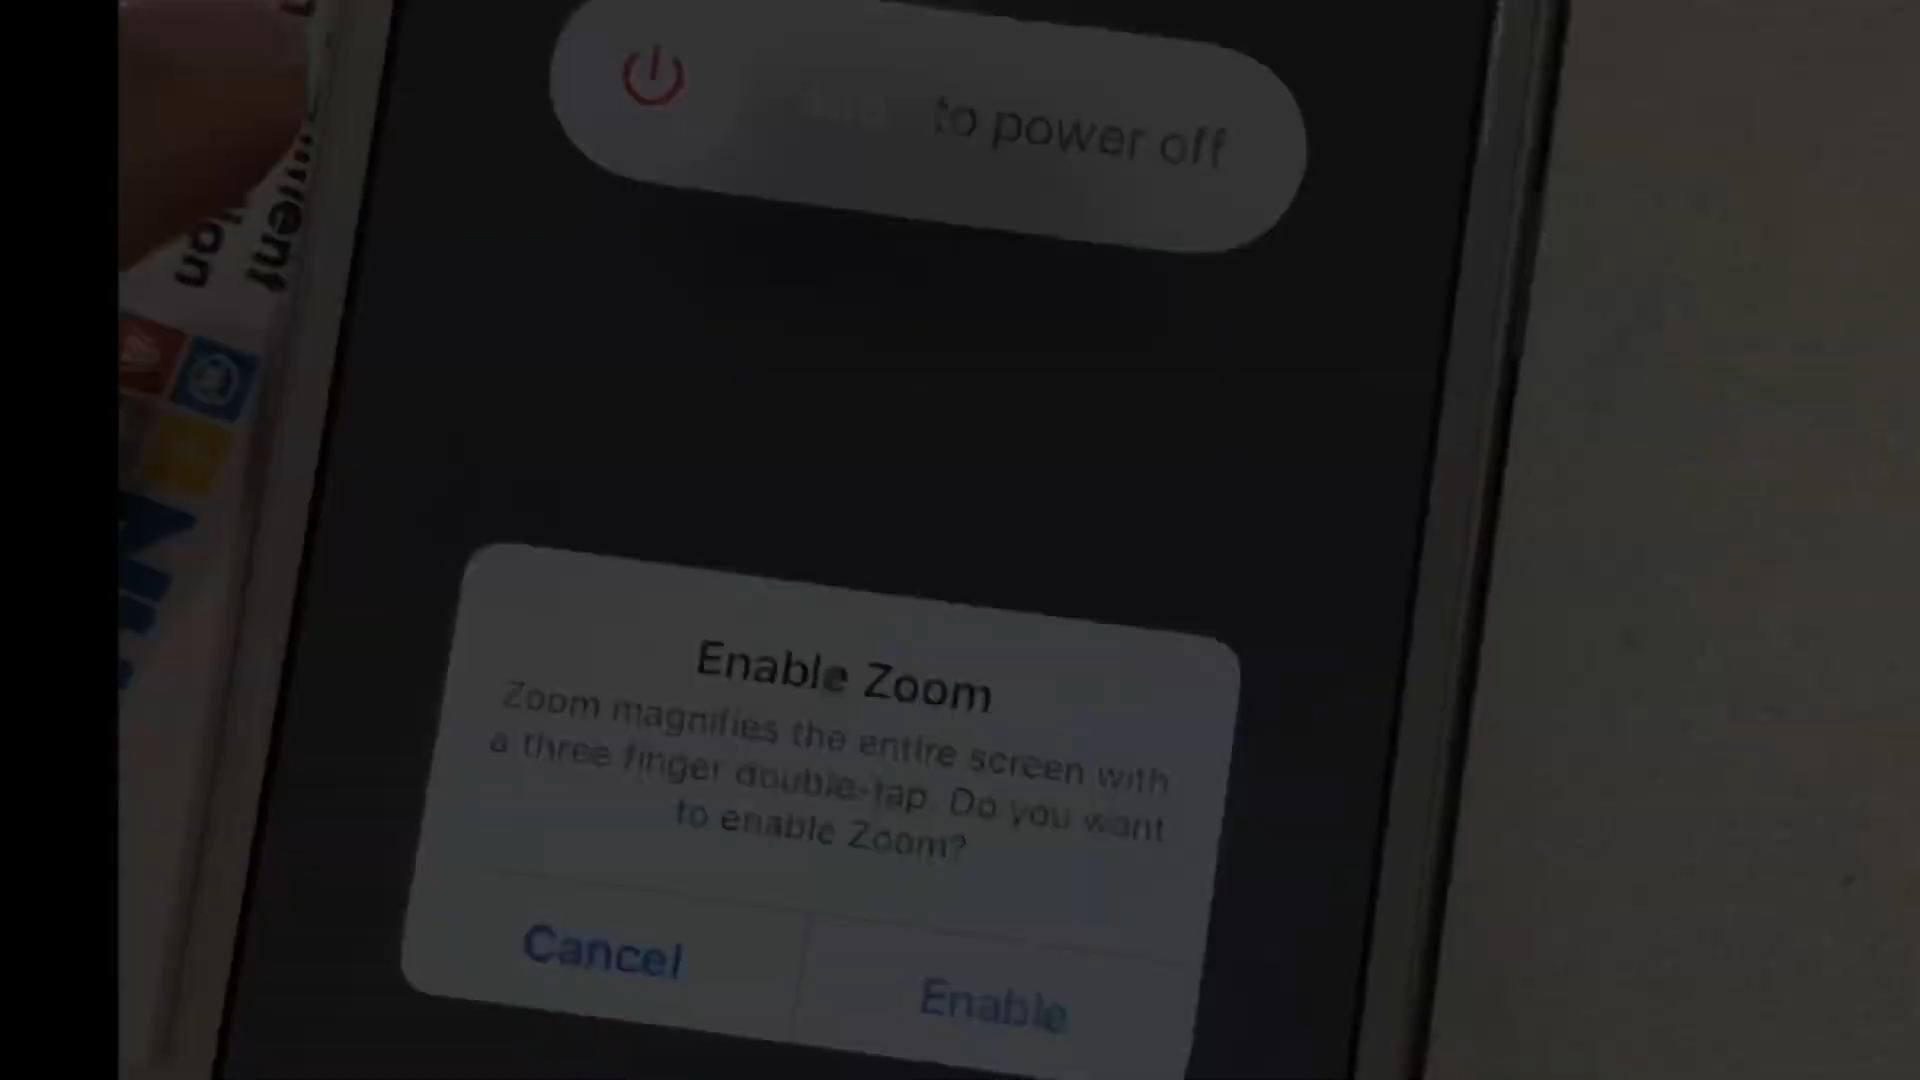 to power off
Enable Zoom
Zoom magnifies the entire screen with
a three finger double-tap. Do you want
to enable Zoom?
Cancel
Enable